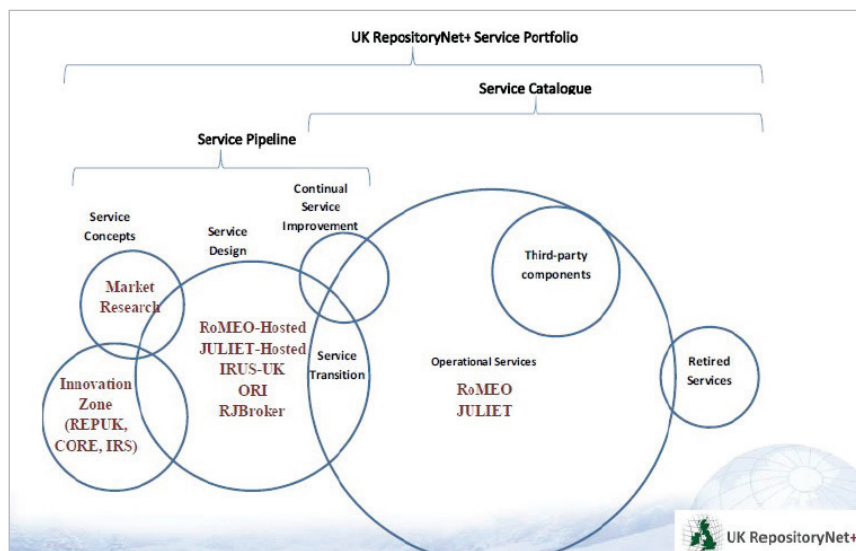 UK RepositoryNet+ Service Portfolio
Service Catalogue
Service Pipeline
Service
Concepts
Service
Design
Continual
Service
Improvement
Market
Research
Third-party
components
RoMEO-Hosted
JULIET-Hosted
IRUS-UK
ORI
RJBroker
Service
Transition
Operational Services
RoMEO
JULIET
Retired
Services
Innovation
Zone
(REPUK,
CORE, IRS)
UK RepositoryNet+